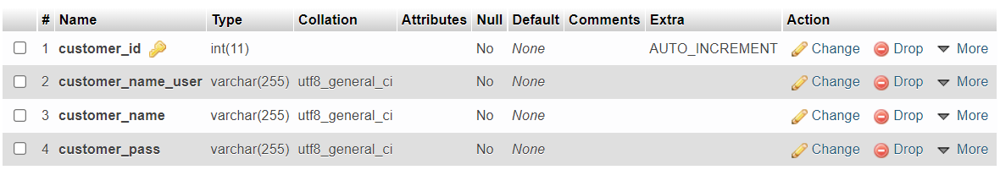 # Name Type Collation Attributes Null Default Comments Extra Action
1 customer_id int(11) No None AUTO_INCREMENT Change Drop More
2 customer_name_user varchar(255) utf8_general_ci No None Change Drop More
3 customer_name varchar(255) utf8_general_ci No None Change Drop More
4 customer_pass varchar(255) utf8_general_ci No None Change Drop More